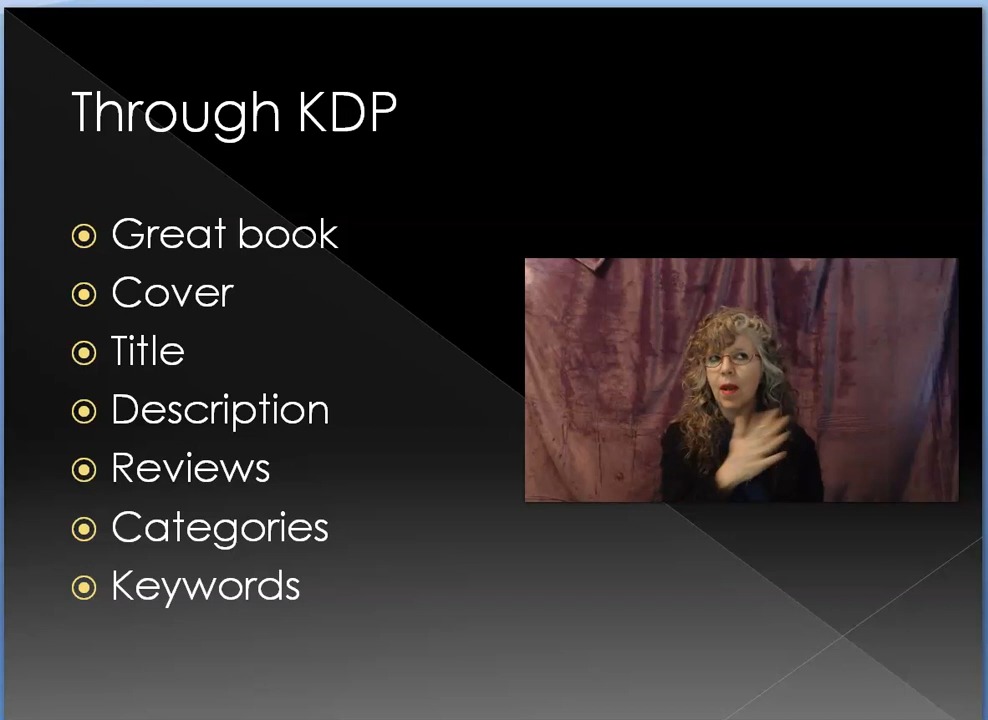 Through KDP
Great book
Cover
Title
Description
Reviews
Categories
Keywords